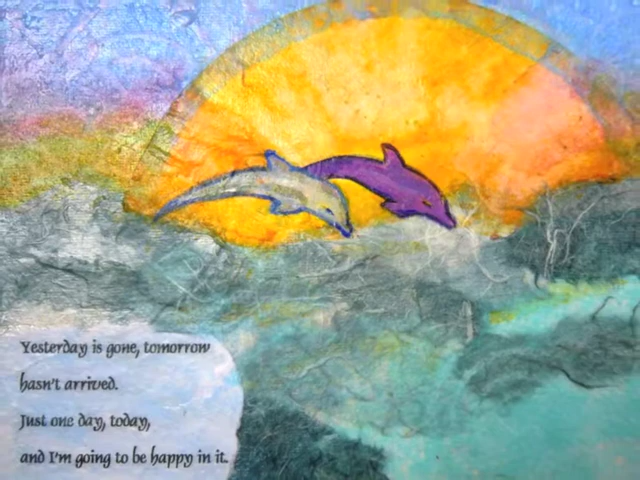 Yesterday is gone, tomorrow
hasn't arrived.
Just one day, today,
and I'm going to be happy in it.